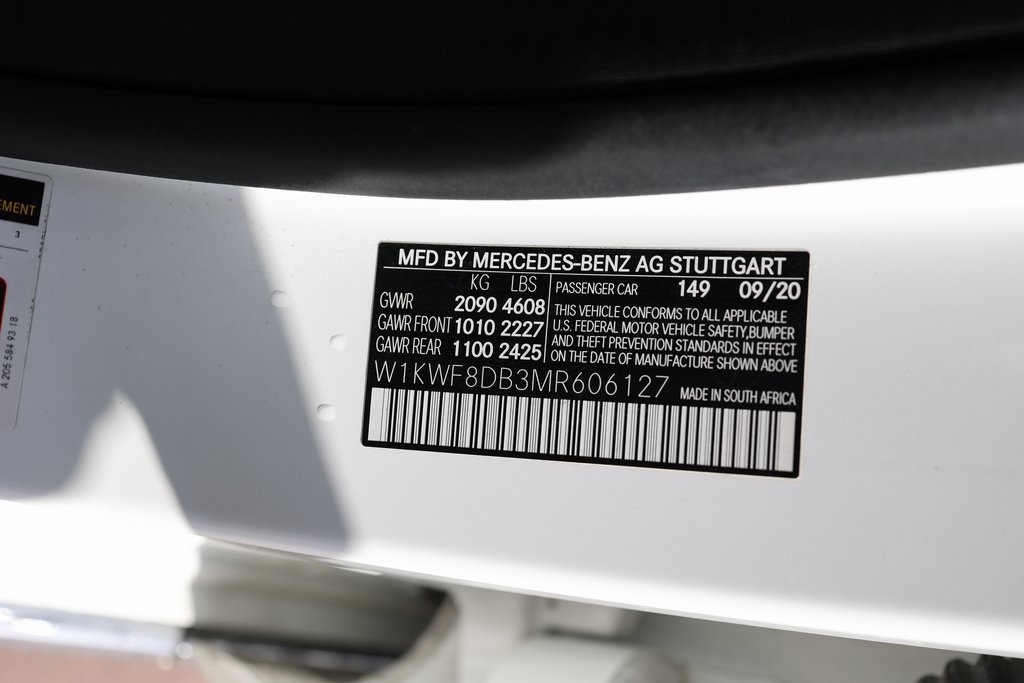 EMENT
3
A 205 584 93 18
MFD BY MERCEDES-BENZ AG STUTTGART
KG LBS
GVWR 2090 4608
GAWR FRONT 1010 2227
GAWR REAR 1100 2425
PASSENGER CAR 149 09/20
THIS VEHICLE CONFORMS TO ALL APPLICABLE
U.S. FEDERAL MOTOR VEHICLE SAFETY,BUMPER
AND THEFT PREVENTION STANDARDS IN EFFECT
ON THE DATE OF MANUFACTURE SHOWN ABOVE
W1KWF8DB3MR606127 MADE IN SOUTH AFRICA